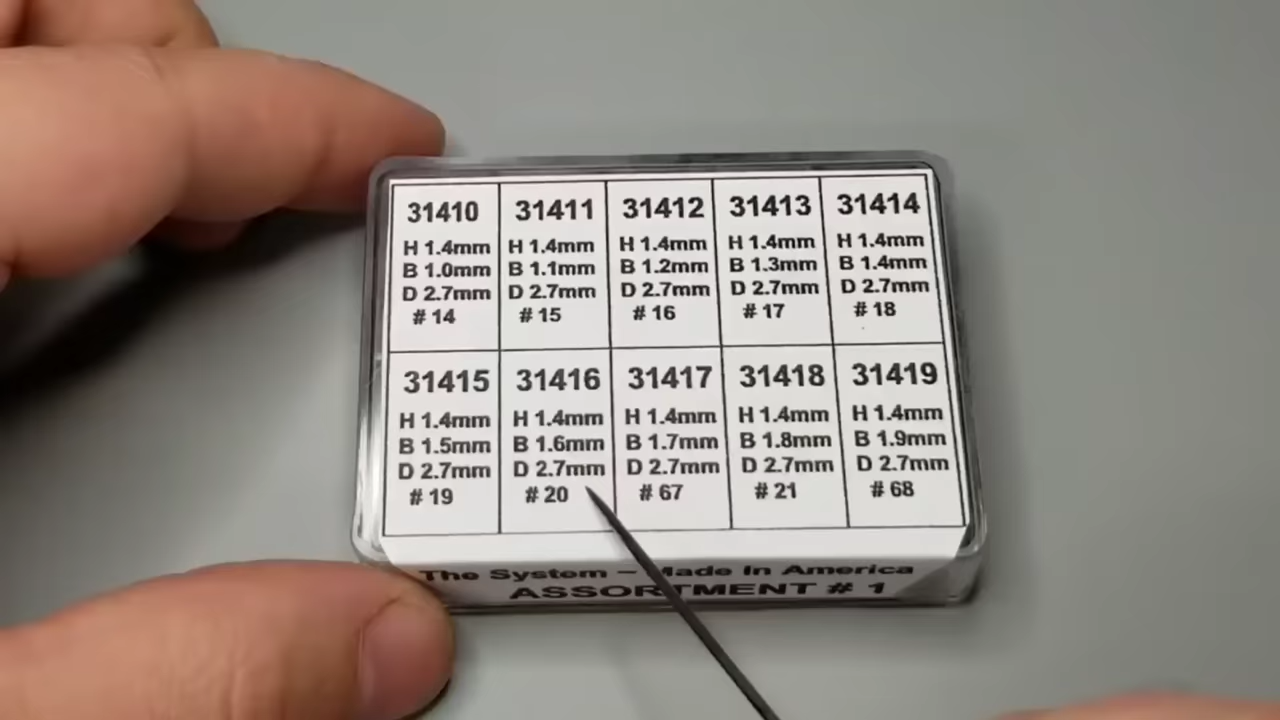 31410
H 1.4mm
B 1.0mm
D 2.7mm
# 14
31411
H 1.4mm
B 1.1mm
D 2.7mm
# 15
31412
H 1.4mm
B 1.2mm
D 2.7mm
# 16
31413
H 1.4mm
B 1.3mm
D 2.7mm
# 17
31414
H 1.4mm
B 1.4mm
D 2.7mm
# 18
31415
H 1.4mm
B 1.5mm
D 2.7mm
# 19
31416
H 1.4mm
B 1.6mm
D 2.7mm
# 20
31417
H 1.4mm
B 1.7mm
D 2.7mm
# 67
31418
H 1.4mm
B 1.8mm
D 2.7mm
# 21
31419
H 1.4mm
B 1.9mm
D 2.7mm
# 68
The System – Made In America
ASSORTMENT # 1